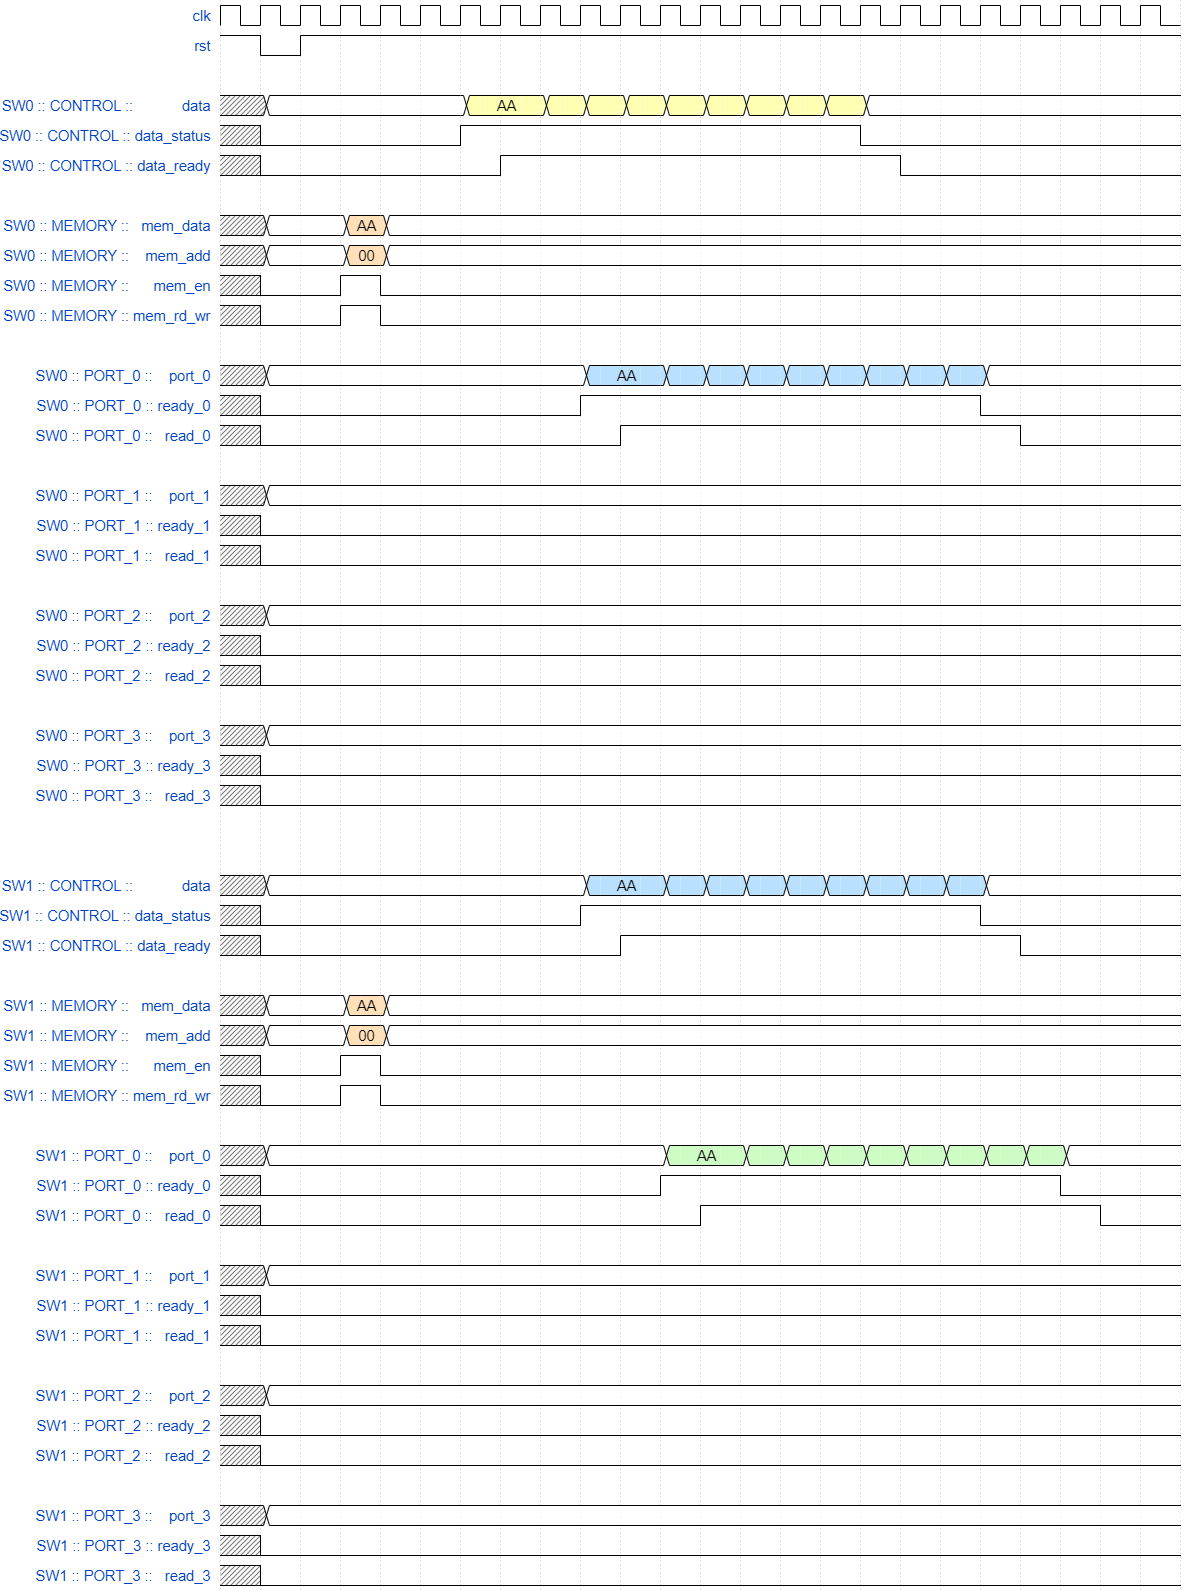 clk
rst
SW0 :: CONTROL :: data AA
SW0 :: CONTROL :: data_status
SW0 :: CONTROL :: data_ready
SW0 :: MEMORY :: mem_data AA
SW0 :: MEMORY :: mem_add 00
SW0 :: MEMORY :: mem_en
SW0 :: MEMORY :: mem_rd_wr
SW0 :: PORT_0 :: port_0 AA
SW0 :: PORT_0 :: ready_0
SW0 :: PORT_0 :: read_0
SW0 :: PORT_1 :: port_1
SW0 :: PORT_1 :: ready_1
SW0 :: PORT_1 :: read_1
SW0 :: PORT_2 :: port_2
SW0 :: PORT_2 :: ready_2
SW0 :: PORT_2 :: read_2
SW0 :: PORT_3 :: port_3
SW0 :: PORT_3 :: ready_3
SW0 :: PORT_3 :: read_3
SW1 :: CONTROL :: data AA
SW1 :: CONTROL :: data_status
SW1 :: CONTROL :: data_ready
SW1 :: MEMORY :: mem_data AA
SW1 :: MEMORY :: mem_add 00
SW1 :: MEMORY :: mem_en
SW1 :: MEMORY :: mem_rd_wr
SW1 :: PORT_0 :: port_0 AA
SW1 :: PORT_0 :: ready_0
SW1 :: PORT_0 :: read_0
SW1 :: PORT_1 :: port_1
SW1 :: PORT_1 :: ready_1
SW1 :: PORT_1 :: read_1
SW1 :: PORT_2 :: port_2
SW1 :: PORT_2 :: ready_2
SW1 :: PORT_2 :: read_2
SW1 :: PORT_3 :: port_3
SW1 :: PORT_3 :: ready_3
SW1 :: PORT_3 :: read_3